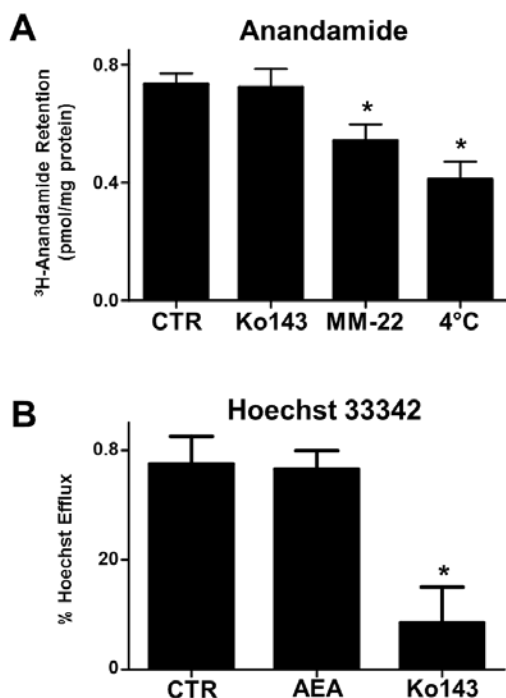 A
Anandamide
³H-Anandamide Retention
(pmol/mg protein)
0.8
0.4
0.0
*
*
CTR Ko143 MM-22 4°C
B
Hoechst 33342
% Hoechst Efflux
0.8
20
0
*
CTR AEA Ko143